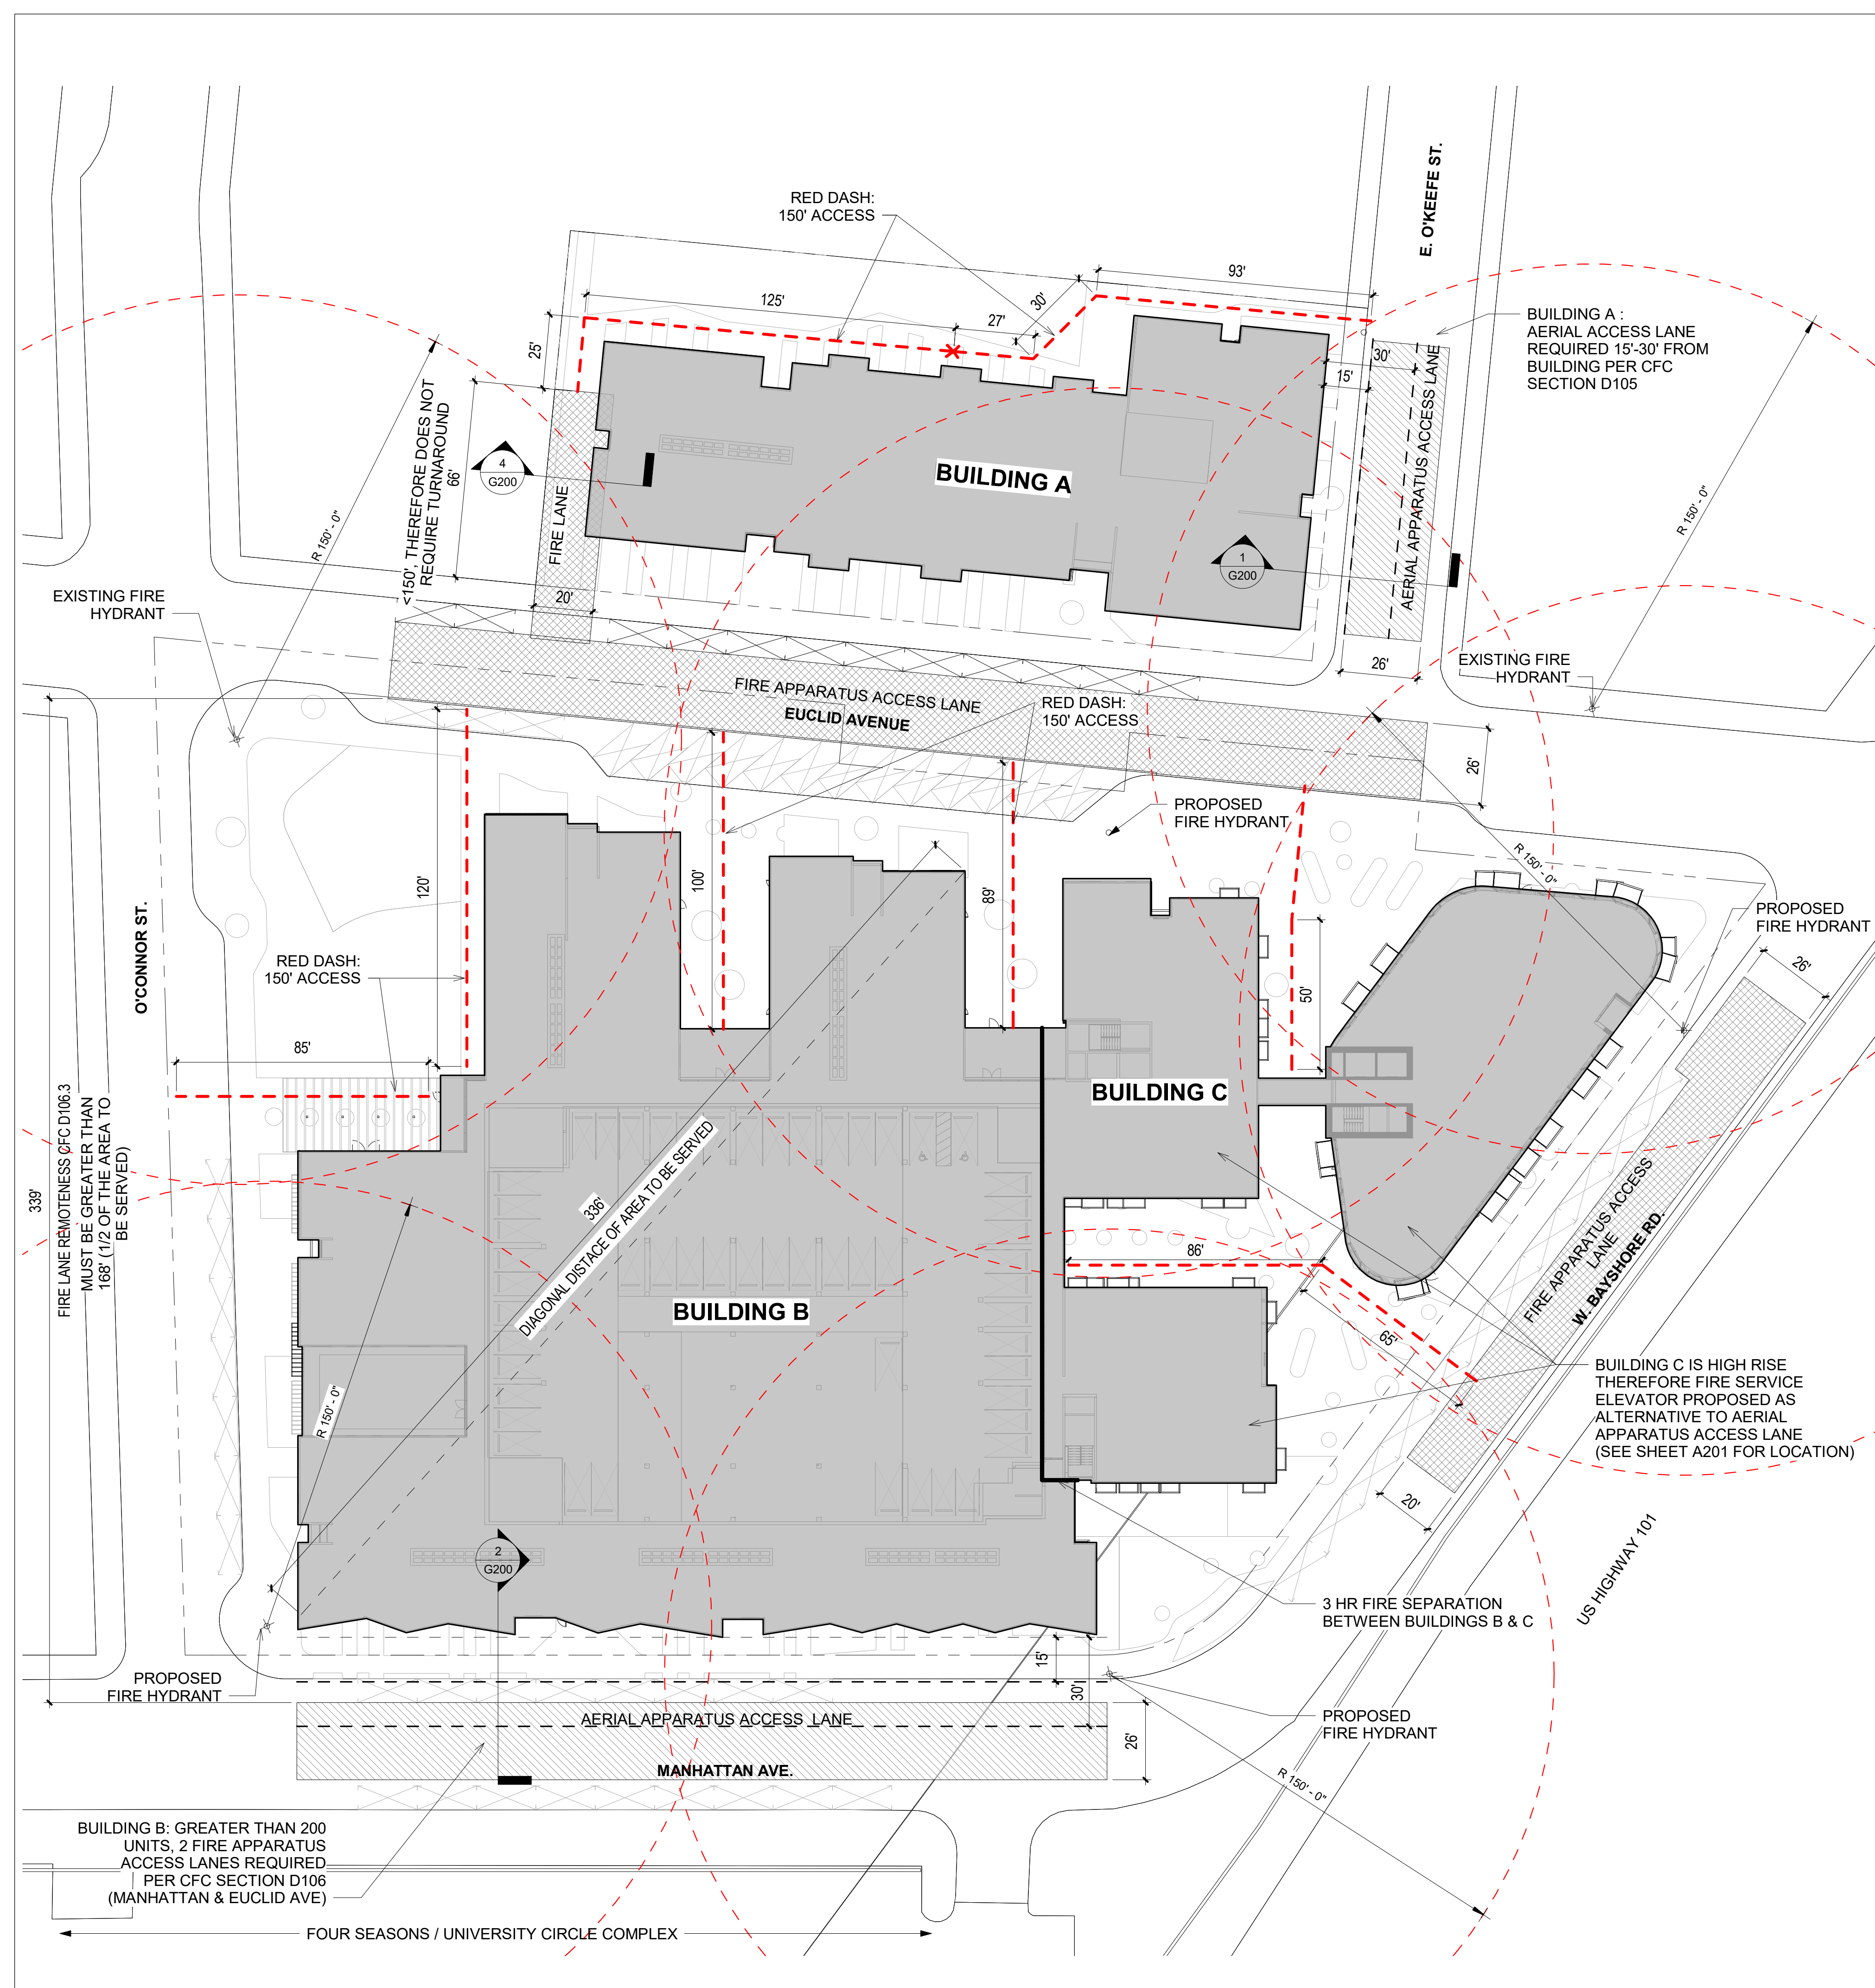 E. O'KEEFE ST.
RED DASH:
150' ACCESS
93'
125'
30'
27'
25'
BUILDING A :
AERIAL ACCESS LANE
REQUIRED 15'-30' FROM
BUILDING PER CFC
SECTION D105
30'
15'
AERIAL APPARATUS ACCESS LANE
<150', THEREFORE DOES NOT
REQUIRE TURNAROUND
66'
4
G200
FIRE LANE
BUILDING A
R 150' - 0"
R 150' - 0"
1
G200
EXISTING FIRE
HYDRANT
20'
26'
EXISTING FIRE
HYDRANT
FIRE APPARATUS ACCESS LANE
EUCLID AVENUE
RED DASH:
150' ACCESS
26'
PROPOSED
FIRE HYDRANT
R 150' - 0"
120'
100'
89'
O'CONNOR ST.
PROPOSED
FIRE HYDRANT
26'
RED DASH:
150' ACCESS
50'
85'
BUILDING C
339'
FIRE LANE REMOTENESS (CFC D106.3
MUST BE GREATER THAN
168' (1/2 OF THE AREA TO
BE SERVED)
336'
DIAGONAL DISTACE OF AREA TO BE SERVED
86'
FIRE APPARATUS ACCESS
LANE
W. BAYSHORE RD.
BUILDING B
65'
BUILDING C IS HIGH RISE
THEREFORE FIRE SERVICE
ELEVATOR PROPOSED AS
ALTERNATIVE TO AERIAL
APPARATUS ACCESS LANE
(SEE SHEET A201 FOR LOCATION)
R 150' - 0"
20'
US HIGHWAY 101
2
G200
3 HR FIRE SEPARATION
BETWEEN BUILDINGS B & C
15'
30'
PROPOSED
FIRE HYDRANT
AERIAL APPARATUS ACCESS LANE
PROPOSED
FIRE HYDRANT
26'
MANHATTAN AVE.
R 150' - 0"
BUILDING B: GREATER THAN 200
UNITS, 2 FIRE APPARATUS
ACCESS LANES REQUIRED
PER CFC SECTION D106
(MANHATTAN & EUCLID AVE)
FOUR SEASONS / UNIVERSITY CIRCLE COMPLEX